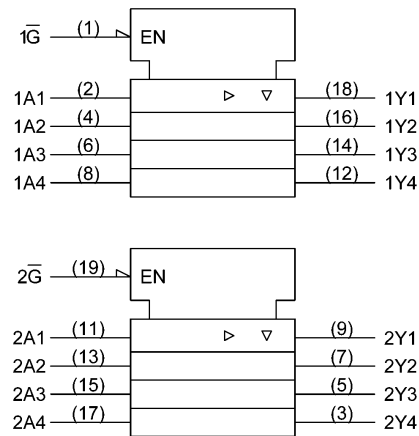 1G̅ (1) EN
1A1 (2) (18) 1Y1
1A2 (4) (16) 1Y2
1A3 (6) (14) 1Y3
1A4 (8) (12) 1Y4
2G̅ (19) EN
2A1 (11) (9) 2Y1
2A2 (13) (7) 2Y2
2A3 (15) (5) 2Y3
2A4 (17) (3) 2Y4